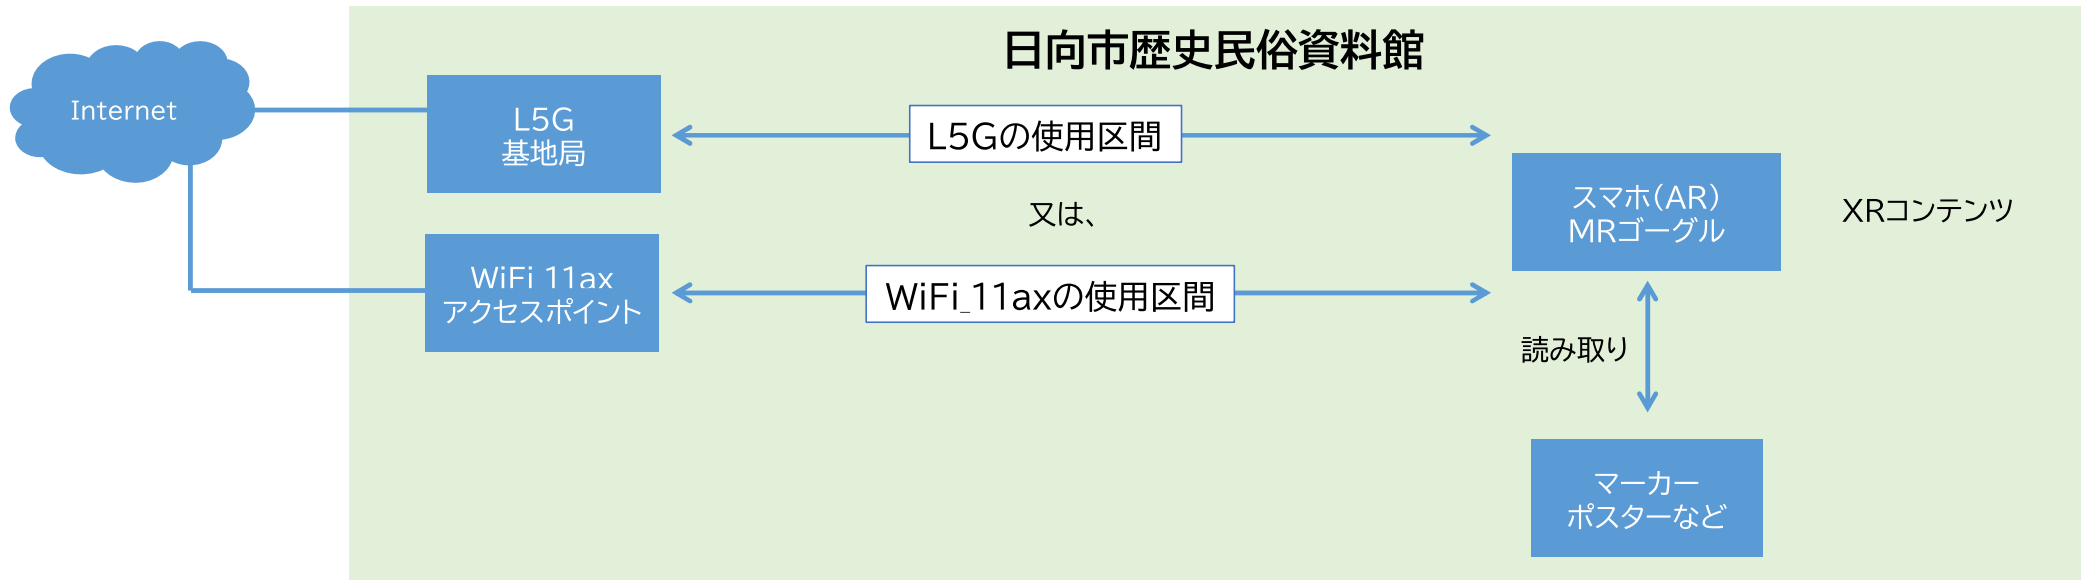 日向市歴史民俗資料館
Internet
L5G
基地局
L5Gの使用区間
スマホ（AR）
MRゴーグル
XRコンテンツ
又は、
WiFi 11ax
アクセスポイント
WiFi_11axの使用区間
読み取り
マーカー
ポスターなど